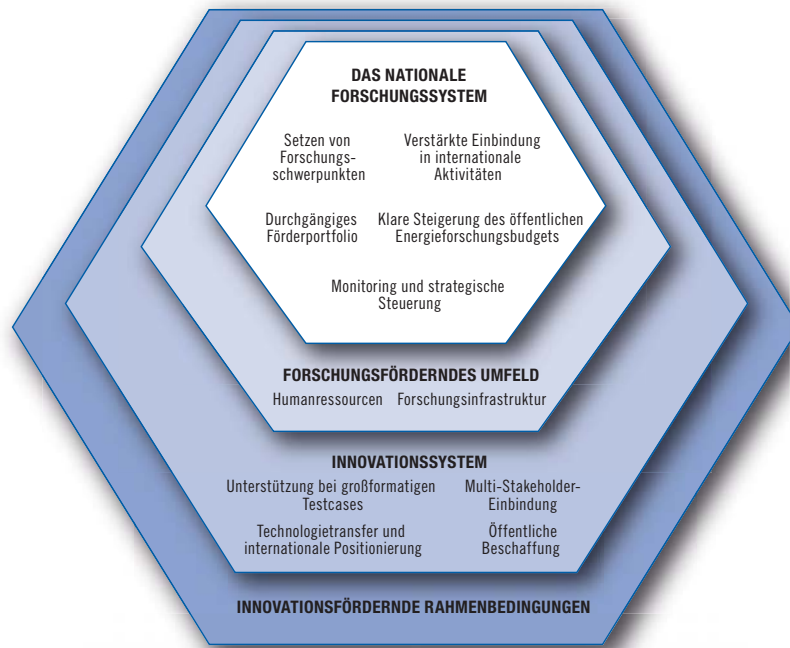 DAS NATIONALE
FORSCHUNGSSYSTEM
Setzen von
Forschungs-
schwerpunkten
Verstärkte Einbindung
in internationale
Aktivitäten
Durchgängiges
Förderportfolio
Klare Steigerung des öffentlichen
Energieforschungsbudgets
Monitoring und strategische
Steuerung
FORSCHUNGSFÖRDERNDES UMFELD
Humanressourcen
Forschungsinfrastruktur
INNOVATIONSSYSTEM
Unterstützung bei großformatigen
Testcases
Multi-Stakeholder-
Einbindung
Technologietransfer und
internationale Positionierung
Öffentliche
Beschaffung
INNOVATIONSFÖRDERNDE RAHMENBEDINGUNGEN